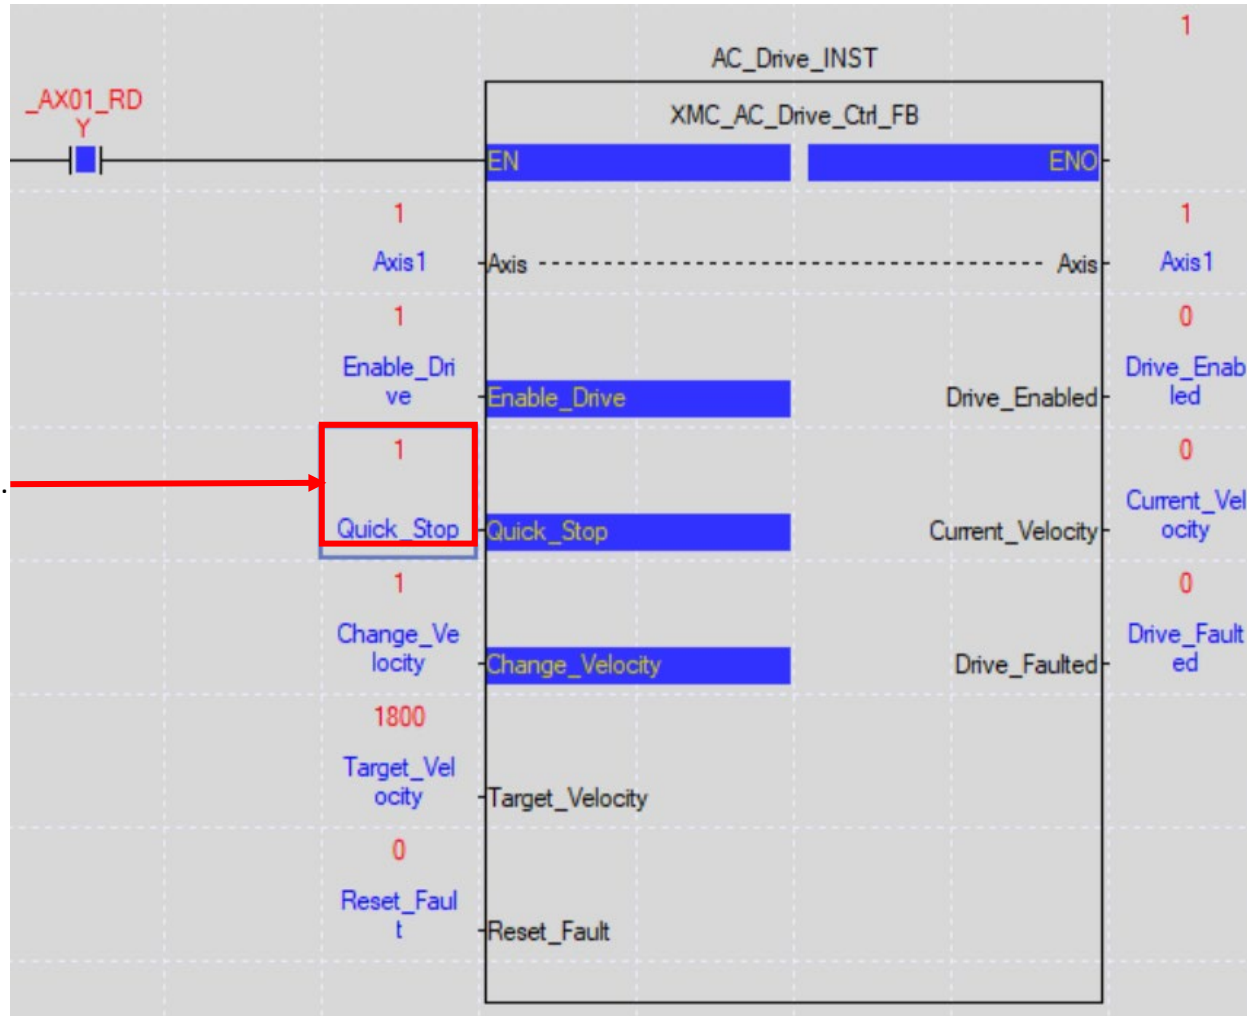 1
AC_Drive_INST
_AX01_RD
Y
XMC_AC_Drive_Ctrl_FB
EN ENO
1 1
Axis1 Axis Axis Axis1
1 0
Enable_Dri Drive_Enab
ve Enable_Drive Drive_Enabled led
1 0
. Current_Vel
Quick_Stop Quick_Stop Current_Velocity ocity
1 0
Change_Ve Drive_Fault
locity Change_Velocity Drive_Faulted ed
1800
Target_Vel
ocity Target_Velocity
0
Reset_Faul
t Reset_Fault